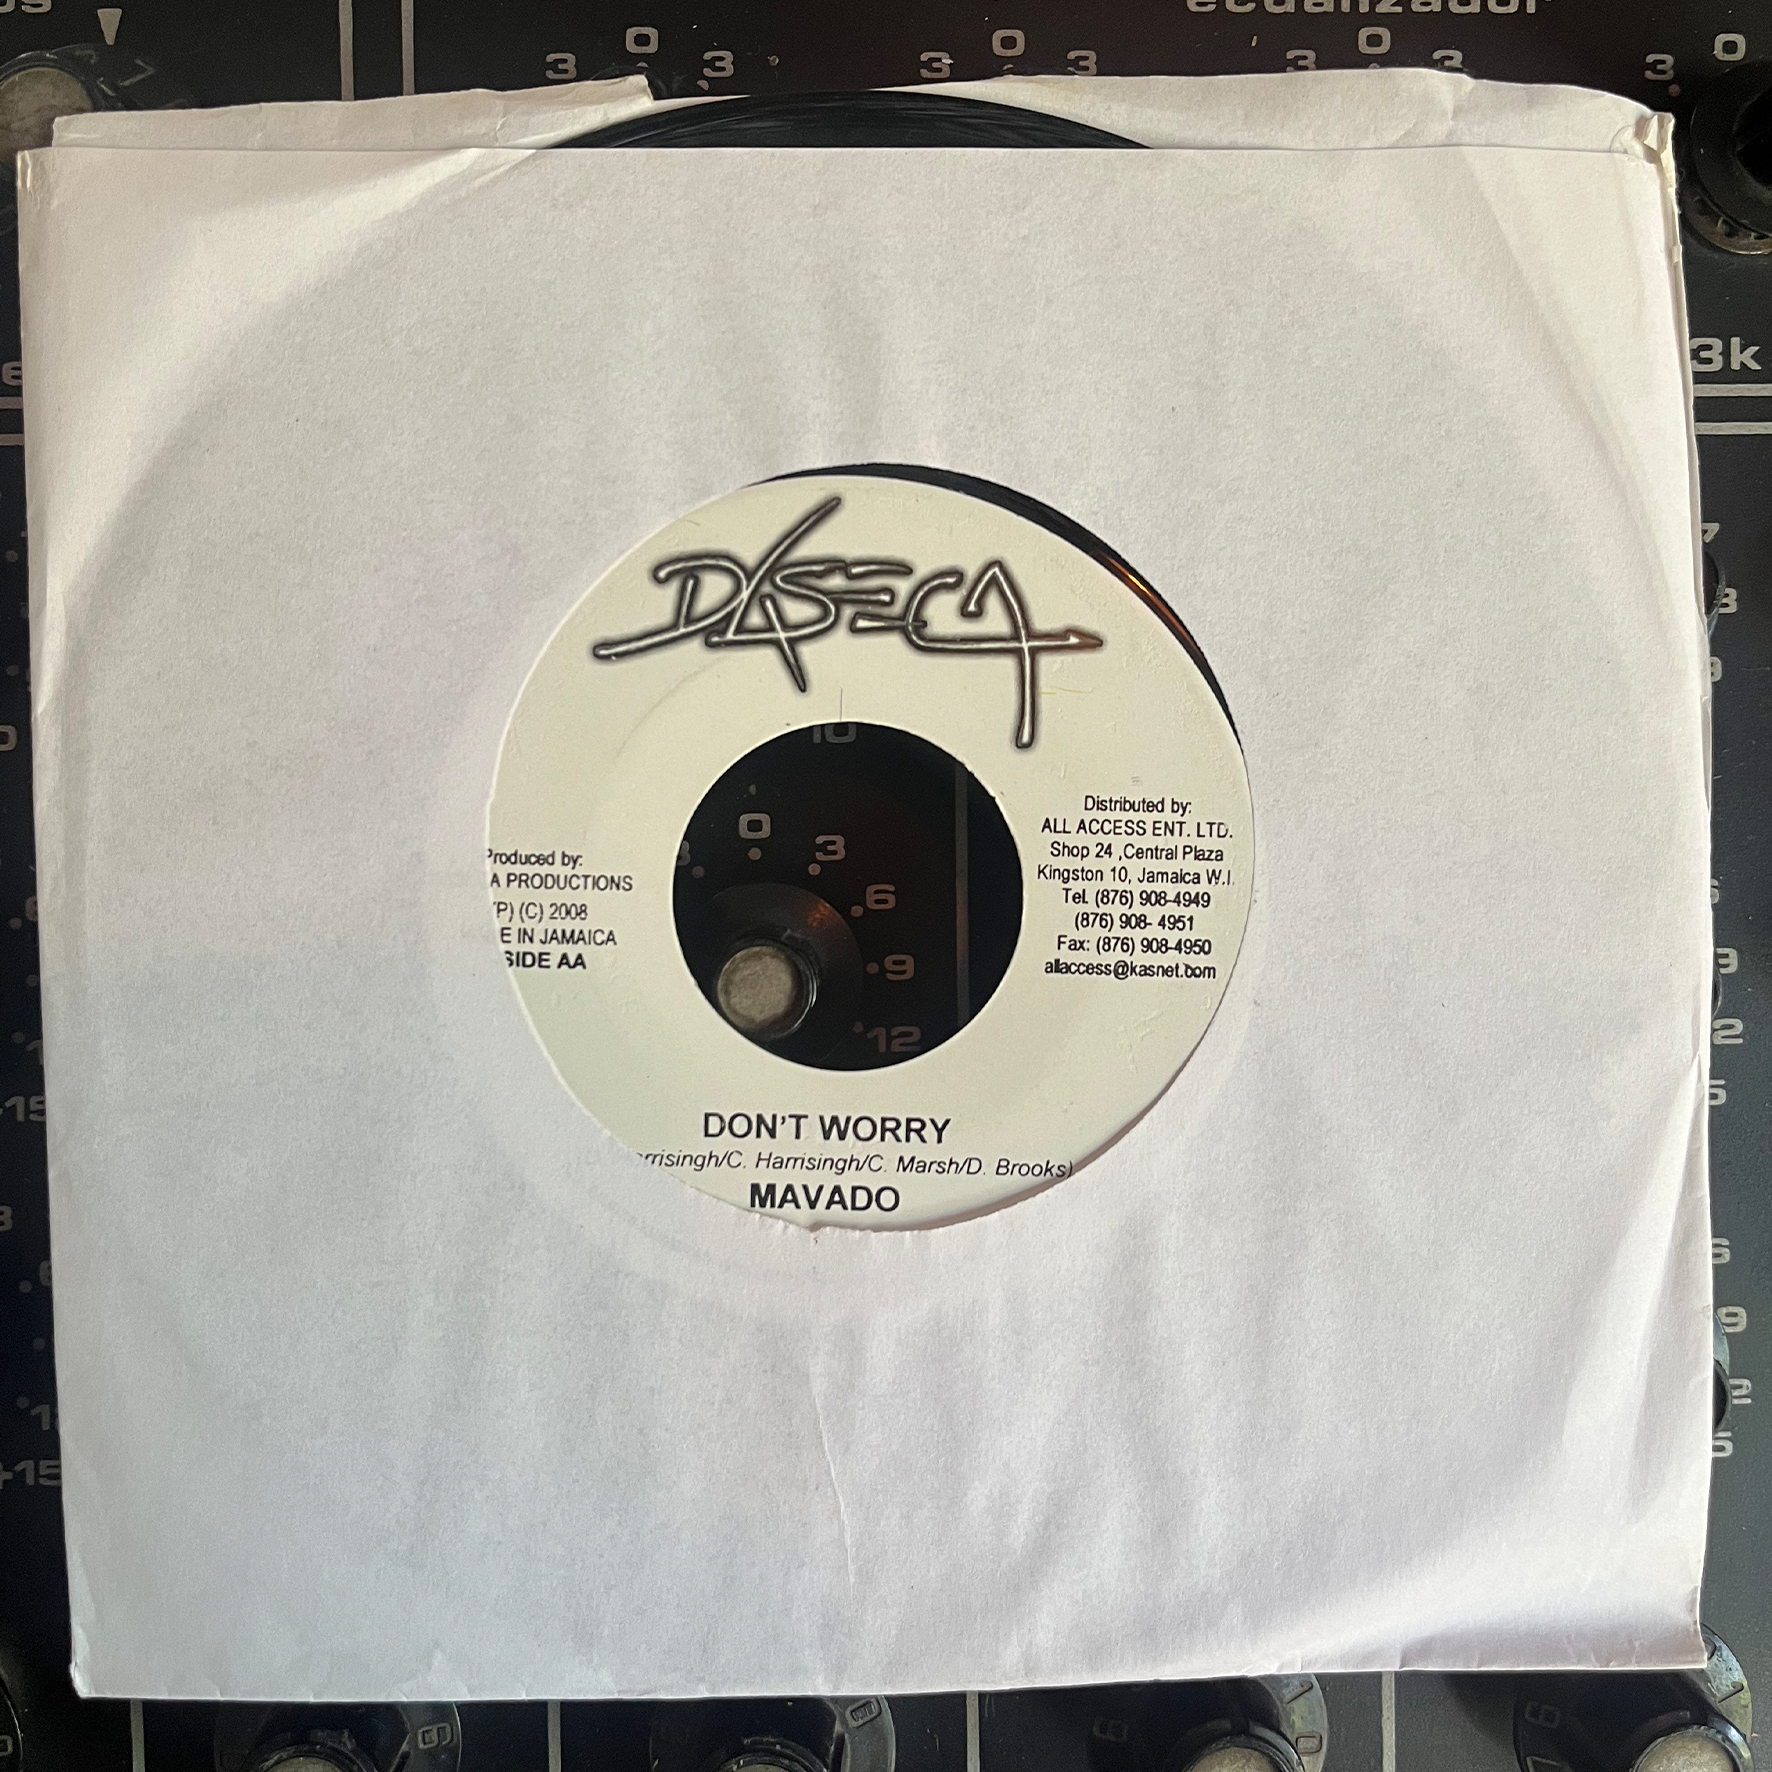 ecualizador
3 0 3
3 0 3
3 0 3
3 0
3k
DASECA
Produced by:
A PRODUCTIONS
(P) (C) 2008
E IN JAMAICA
SIDE AA
Distributed by:
ALL ACCESS ENT. LTD.
Shop 24 ,Central Plaza
Kingston 10, Jamaica W.I.
Tel. (876) 908-4949
(876) 908- 4951
Fax: (876) 908-4950
allaccess@kasnet.com
10
0
3
6
9
12
DON'T WORRY
rrisingh/C. Harrisingh/C. Marsh/D. Brooks)
MAVADO